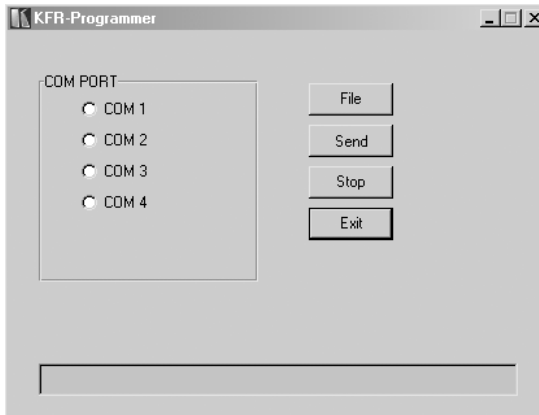 KFR-Programmer
COM PORT
COM 1
COM 2
COM 3
COM 4
File
Send
Stop
Exit